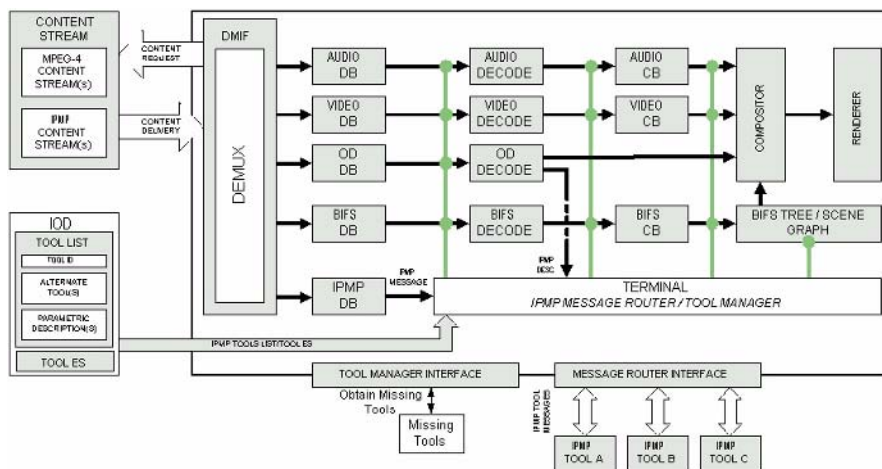 CONTENT
STREAM
MPEG-4
CONTENT
STREAM(s)
IPMP
CONTENT
STREAM(s)
CONTENT
REQUEST
CONTENT
DELIVERY
DMIF
DEMUX
AUDIO
DB
VIDEO
DB
OD
DB
BIFS
DB
IPMP
DB
AUDIO
DECODE
VIDEO
DECODE
OD
DECODE
BIFS
DECODE
AUDIO
CB
VIDEO
CB
BIFS
CB
COMPOSITOR
RENDERER
BIFS TREE / SCENE
GRAPH
IPMP
MESSAGE
IPMP
DESC.
TERMINAL
IPMP MESSAGE ROUTER / TOOL MANAGER
IOD
TOOL LIST
TOOL ID
ALTERNATE
TOOL(S)
PARAMETRIC
DESCRIPTION(S)
TOOL ES
IPMP TOOLS LIST/TOOL ES
TOOL MANAGER INTERFACE
Obtain Missing
Tools
Missing
Tools
MESSAGE ROUTER INTERFACE
IPMP TOOL
MESSAGES
IPMP
TOOL A
IPMP
TOOL B
IPMP
TOOL C